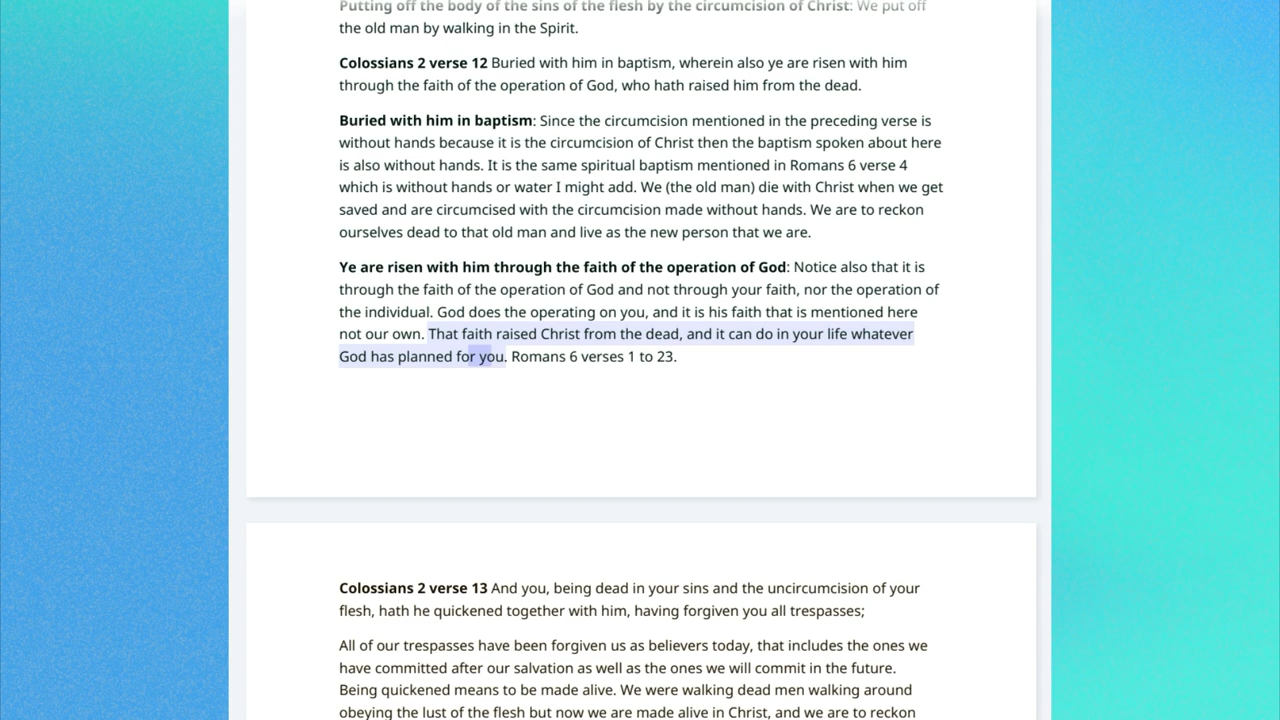 Putting off the body of the sins of the flesh by the circumcision of Christ: We put off
the old man by walking in the Spirit.
Colossians 2 verse 12 Buried with him in baptism, wherein also ye are risen with him
through the faith of the operation of God, who hath raised him from the dead.
Buried with him in baptism: Since the circumcision mentioned in the preceding verse is
without hands because it is the circumcision of Christ then the baptism spoken about here
is also without hands. It is the same spiritual baptism mentioned in Romans 6 verse 4
which is without hands or water I might add. We (the old man) die with Christ when we get
saved and are circumcised with the circumcision made without hands. We are to reckon
ourselves dead to that old man and live as the new person that we are.
Ye are risen with him through the faith of the operation of God: Notice also that it is
through the faith of the operation of God and not through your faith, nor the operation of
the individual. God does the operating on you, and it is his faith that is mentioned here
not our own. That faith raised Christ from the dead, and it can do in your life whatever
God has planned for you. Romans 6 verses 1 to 23.
Colossians 2 verse 13 And you, being dead in your sins and the uncircumcision of your
flesh, hath he quickened together with him, having forgiven you all trespasses;
All of our trespasses have been forgiven us as believers today, that includes the ones we
have committed after our salvation as well as the ones we will commit in the future.
Being quickened means to be made alive. We were walking dead men walking around
obeying the lust of the flesh but now we are made alive in Christ, and we are to reckon